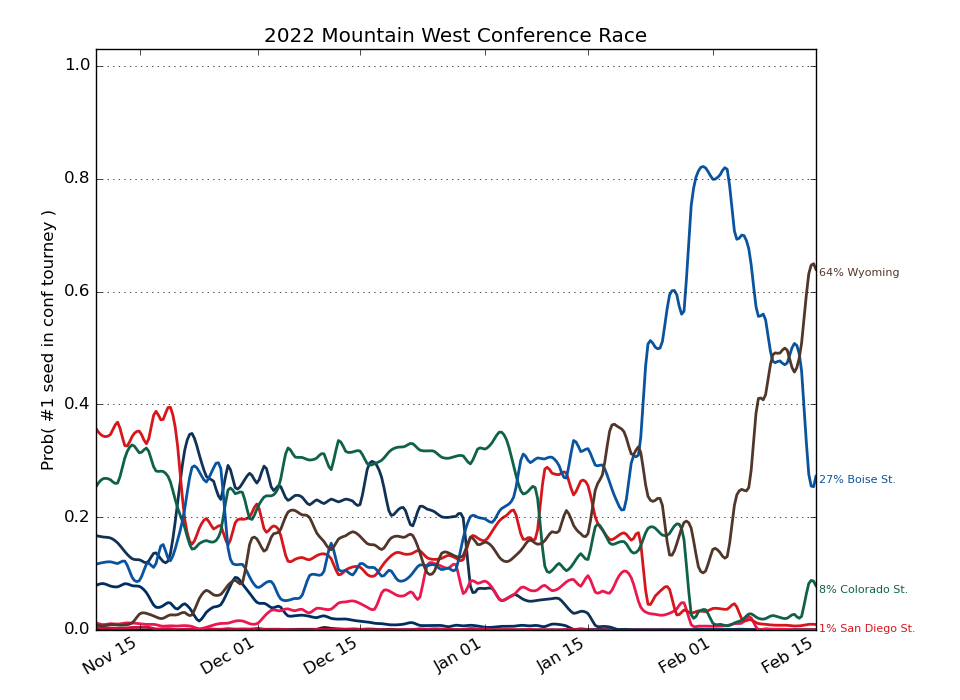 2022 Mountain West Conference Race
Prob( #1 seed in conf tourney )
1.0
0.8
0.6
0.4
0.2
0.0
64% Wyoming
27% Boise St.
8% Colorado St.
1% San Diego St.
Nov 15
Dec 01
Dec 15
Jan 01
Jan 15
Feb 01
Feb 15